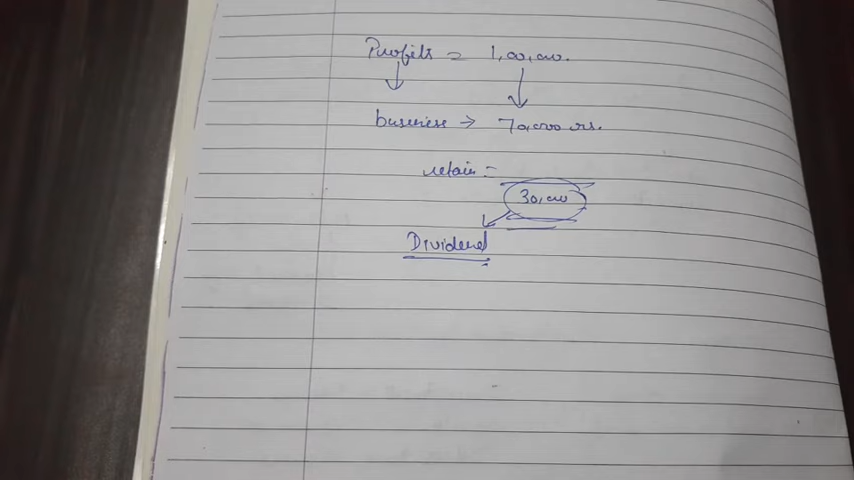 Profits = 1,00,000.
business → 70,000 rs.
retain =
30,000
Dividend